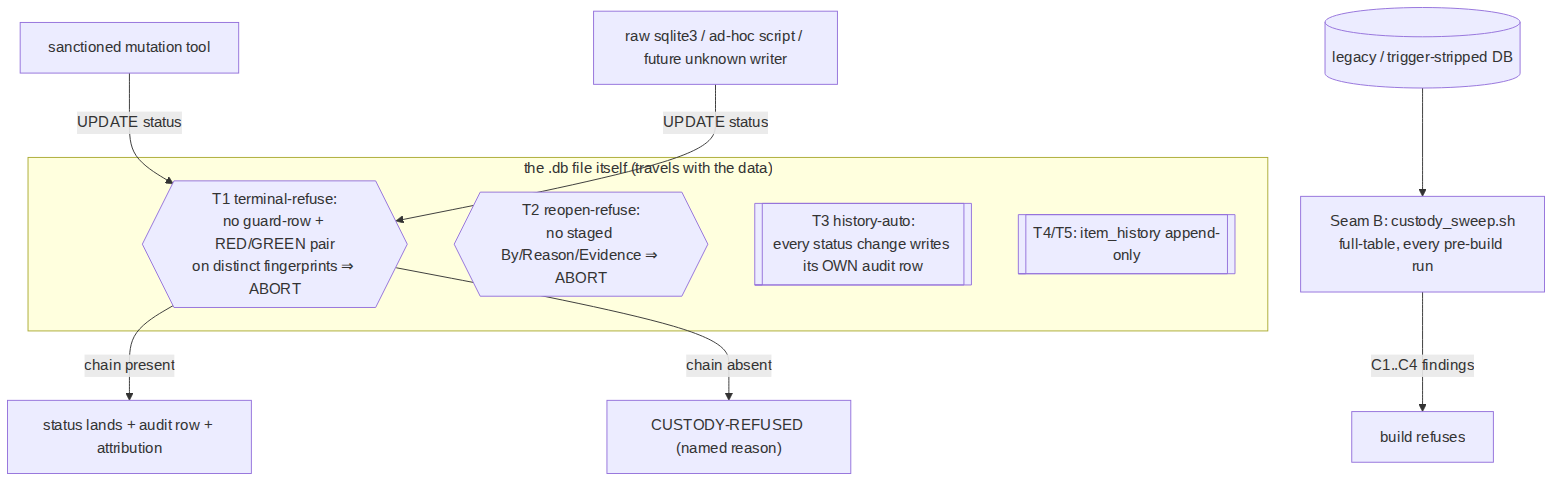 sanctioned mutation tool
raw sqlite3 / ad-hoc script /
future unknown writer
legacy / trigger-stripped DB
UPDATE status
UPDATE status
the .db file itself (travels with the data)
T1 terminal-refuse:
no guard-row +
RED/GREEN pair
on distinct fingerprints ⇒
ABORT
T2 reopen-refuse:
no staged
By/Reason/Evidence ⇒
ABORT
T3 history-auto:
every status change writes
its OWN audit row
T4/T5: item_history append-
only
Seam B: custody_sweep.sh
full-table, every pre-build
run
chain present
chain absent
C1..C4 findings
status lands + audit row +
attribution
CUSTODY-REFUSED
(named reason)
build refuses